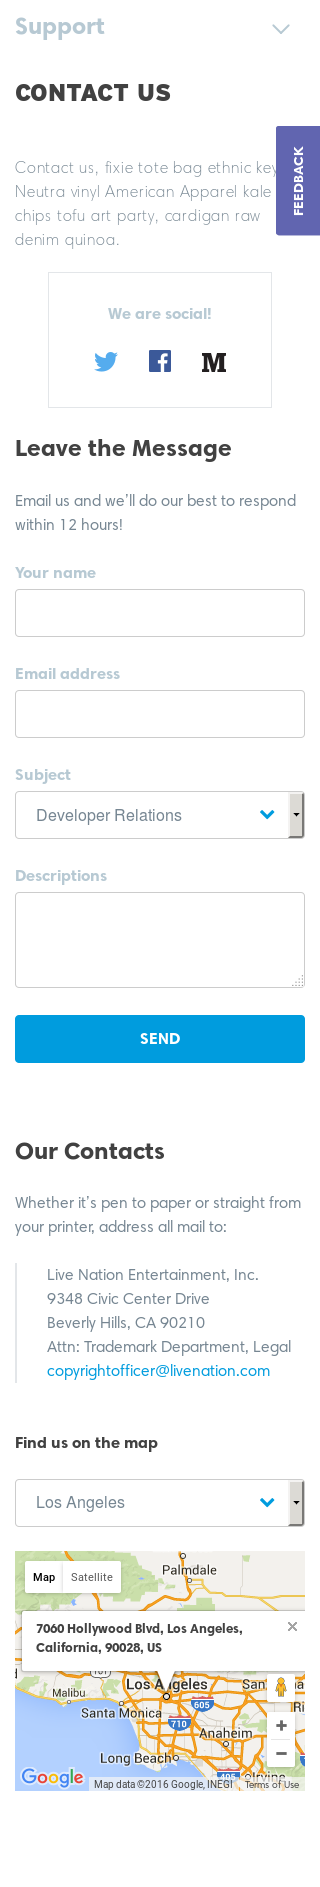 Support
CONTACT US
FEEDBACK
Contact us, fixie tote bag ethnic key
Neutra vinyl American Apparel kale
chips tofu art party, cardigan raw
denim quinoa.
We are social!
M
Leave the Message
Email us and we'll do our best to respond
within 12 hours!
Your name
Email address
Subject
Developer Relations
Descriptions
SEND
Our Contacts
Whether it's pen to paper or straight from
your printer, address all mail to:
Live Nation Entertainment, Inc.
9348 Civic Center Drive
Beverly Hills, CA 90210
Attn: Trademark Department, Legal
copyrightofficer@livenation.com
Find us on the map
Los Angeles
Palmdale
Map Satellite
7060 Hollywood Blvd, Los Angeles,
California, 90028, US
101
Malibu
Los Angeles
605
Santa Monica
710
Anaheim
Long Beach
405
Irvine
Google
Map data ©2016 Google, INEGI Terms of Use